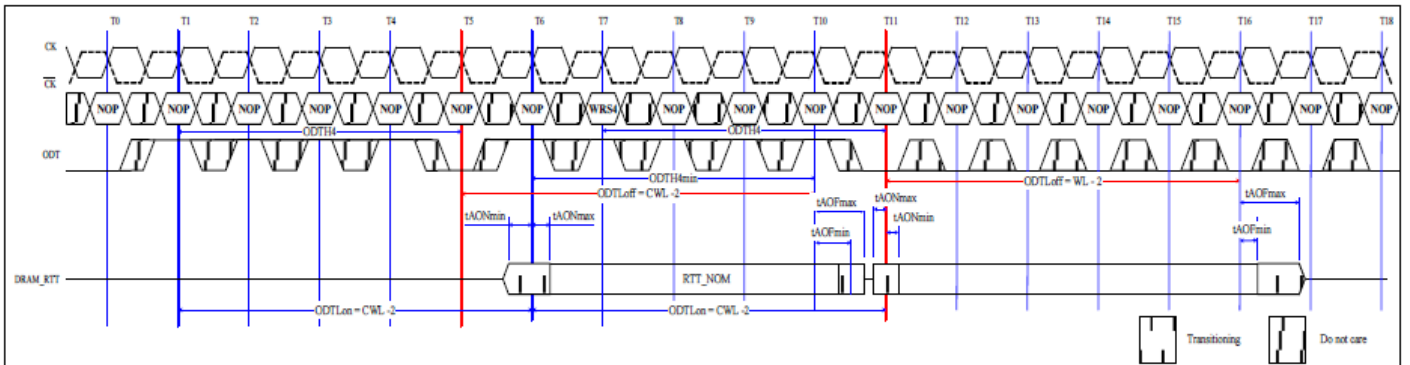 T0 T1 T2 T3 T4 T5 T6 T7 T8 T9 T10 T11 T12 T13 T14 T15 T16 T17 T18
CK
CK
NOP NOP NOP NOP NOP NOP NOP WRS4 NOP NOP NOP NOP NOP NOP NOP NOP NOP NOP NOP
ODTH4 ODTH4
ODT
ODTH4min ODTLoff = WL - 2
ODTLoff = CWL -2
tAOFmax tAONmax tAOFmax
tAONmin tAONmax tAOFmin tAONmin tAOFmin
DRAM_RTT RTT_NOM
ODTLon = CWL -2 ODTLon = CWL -2
Transitioning Do not care